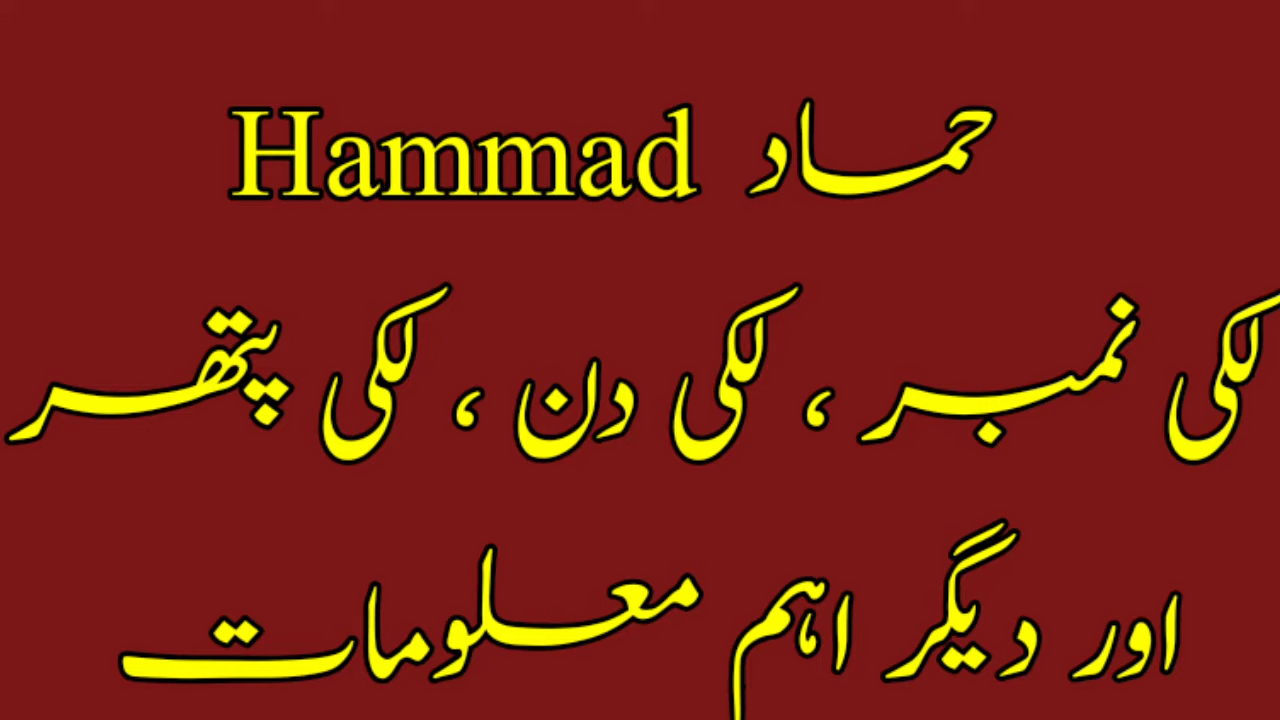 حماد Hammad
لکی نمبر ، لکی دن ، لکی پتھر
اور دیگر اہم معلومات